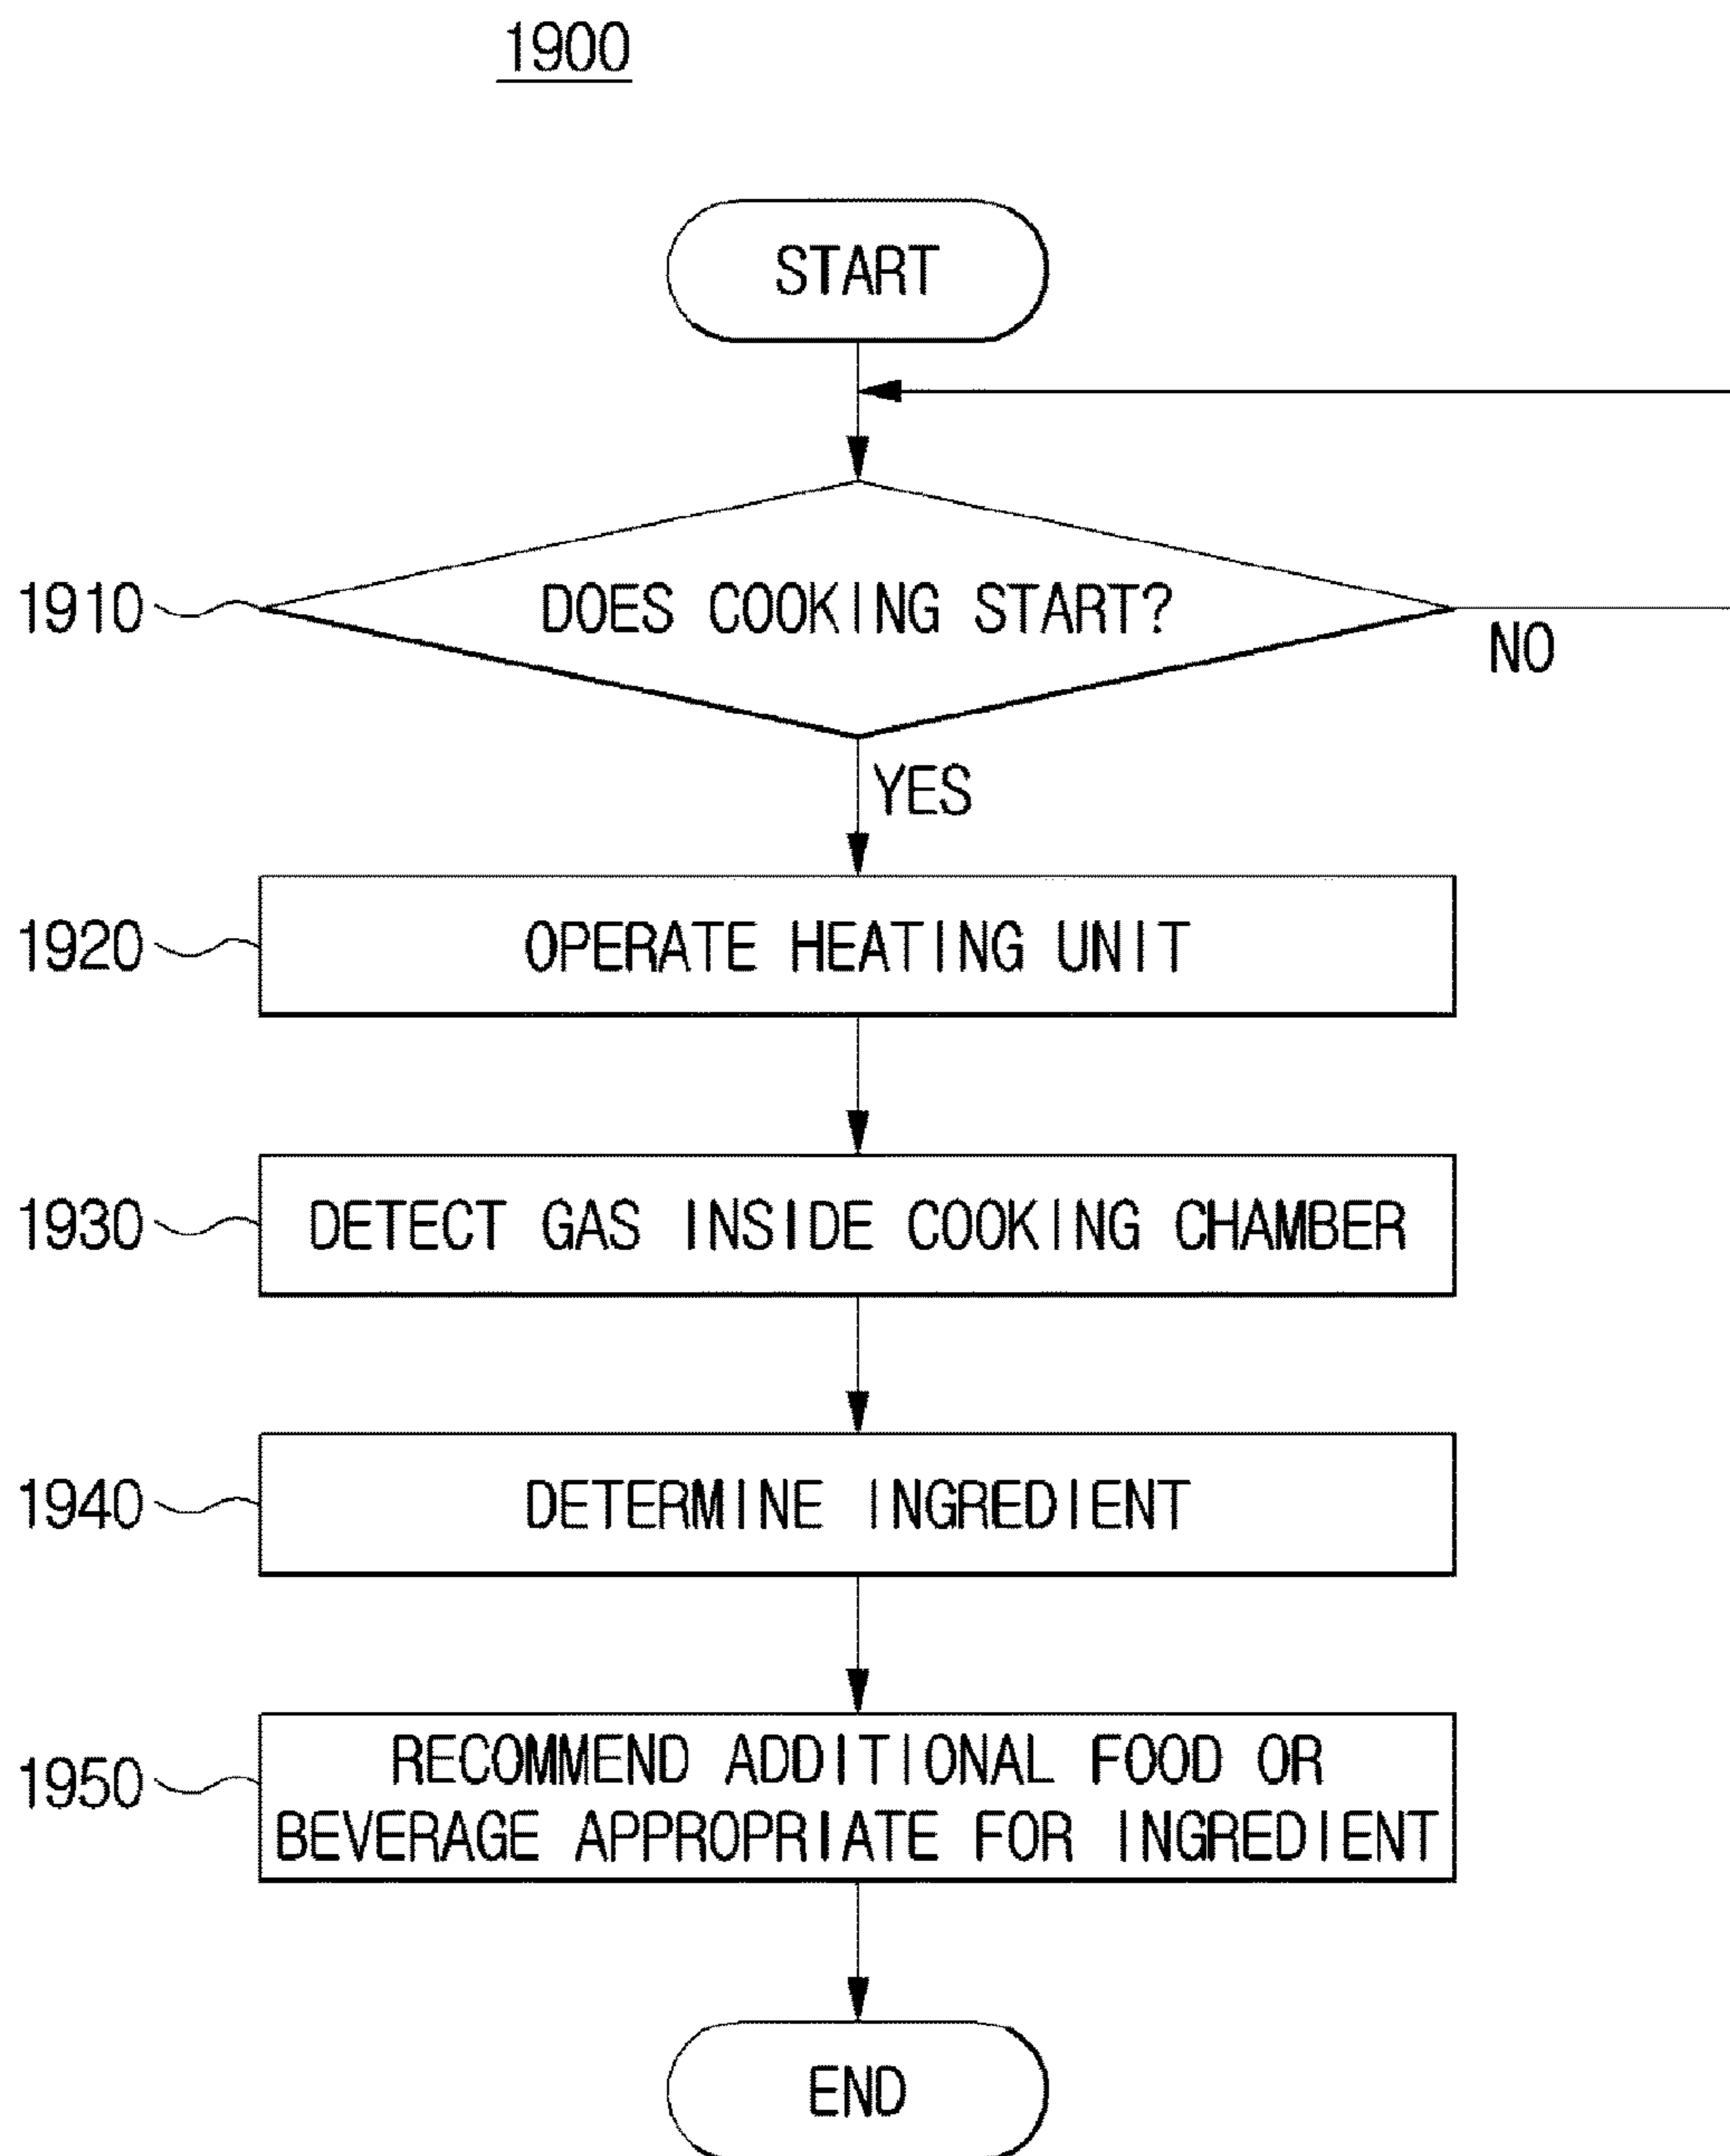 1900
START
1910
DOES COOKING START?
NO
YES
1920
OPERATE HEATING UNIT
1930
DETECT GAS INSIDE COOKING CHAMBER
1940
DETERMINE INGREDIENT
1950
RECOMMEND ADDITIONAL FOOD OR
BEVERAGE APPROPRIATE FOR INGREDIENT
END